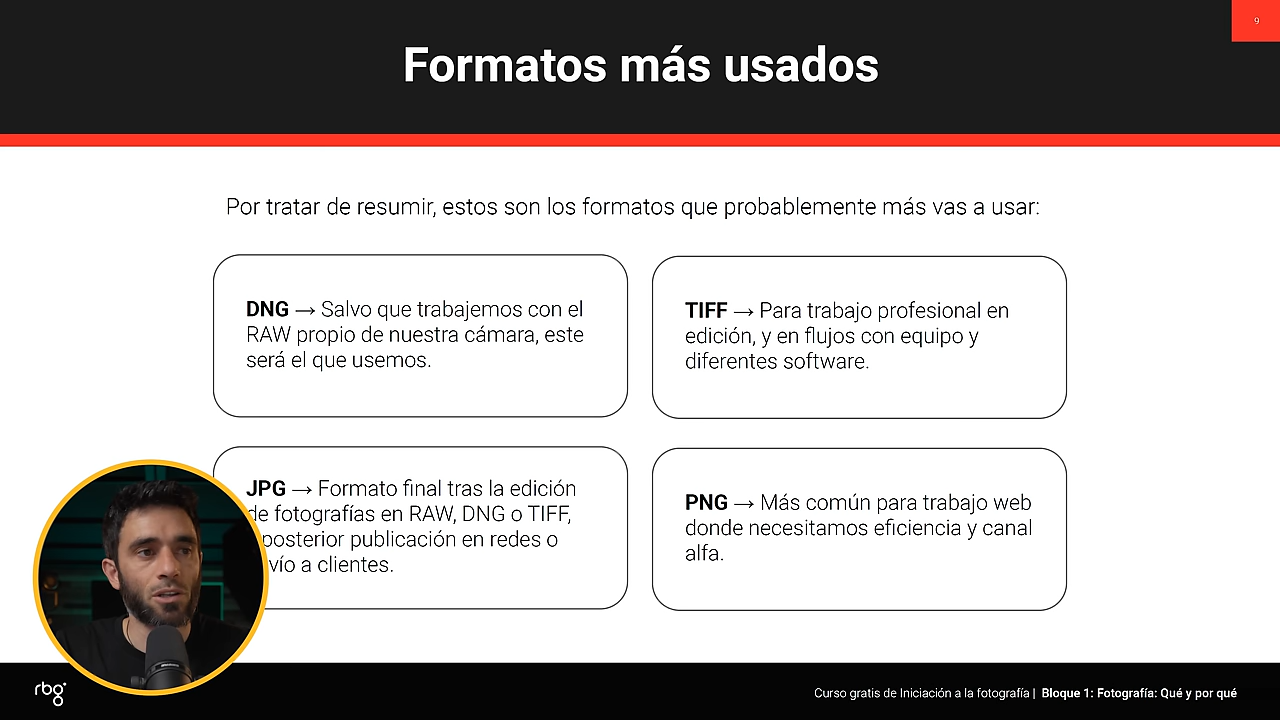 9
Formatos más usados
Por tratar de resumir, estos son los formatos que probablemente más vas a usar:
DNG → Salvo que trabajemos con el
RAW propio de nuestra cámara, este
será el que usemos.
TIFF → Para trabajo profesional en
edición, y en flujos con equipo y
diferentes software.
JPG → Formato final tras la edición
de fotografías en RAW, DNG o TIFF,
posterior publicación en redes o
a clientes.
PNG → Más común para trabajo web
donde necesitamos eficiencia y canal
alfa.
rbg
Curso gratis de Iniciación a la fotografía | Bloque 1: Fotografía: Qué y por qué